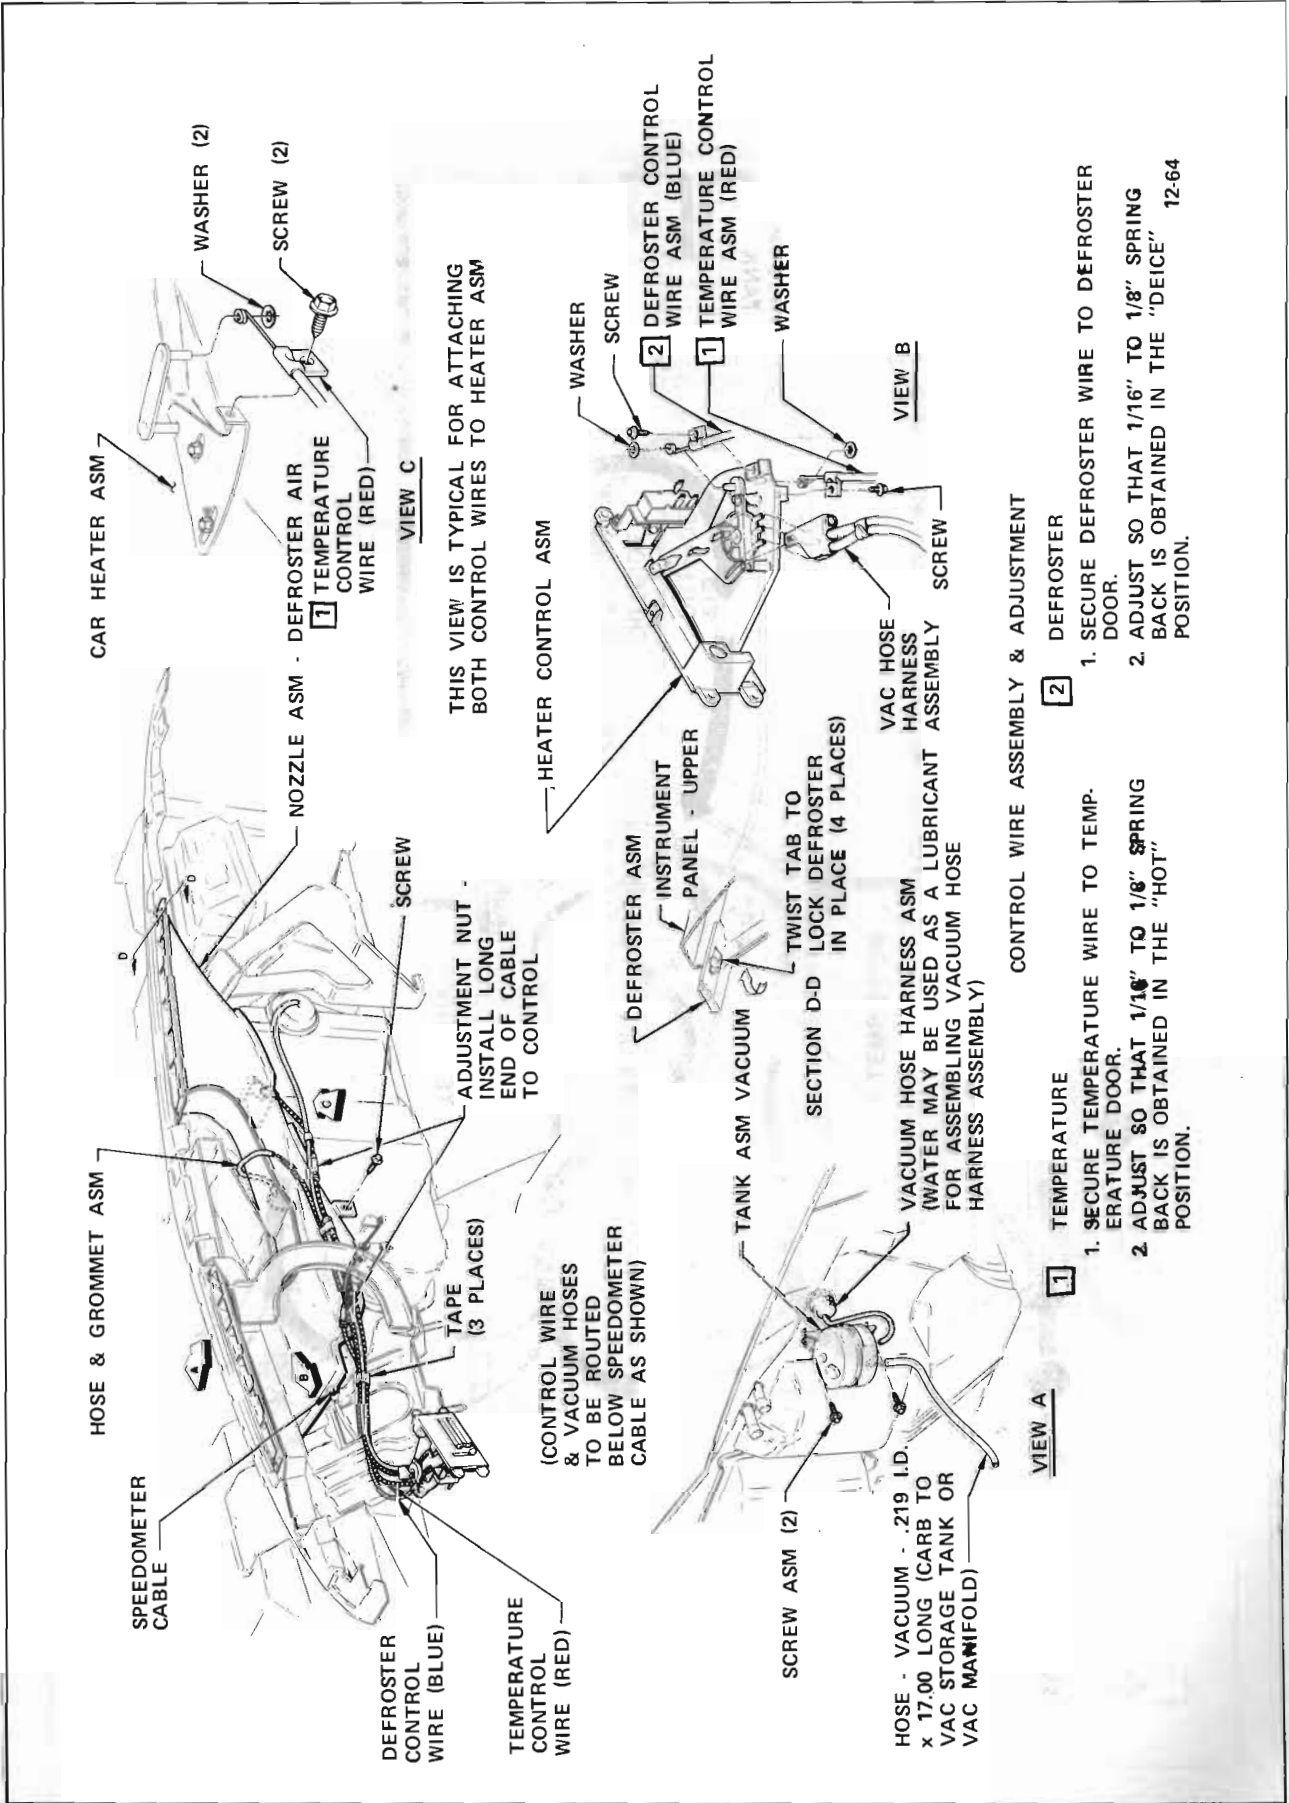 HOSE & GROMMET ASM
SPEEDOMETER
CABLE
DEFROSTER
CONTROL
WIRE (BLUE)
TEMPERATURE
CONTROL
WIRE (RED)
A
B
C
D
D
TAPE
(3 PLACES)
(CONTROL WIRE
& VACUUM HOSES
TO BE ROUTED
BELOW SPEEDOMETER
CABLE AS SHOWN)
SCREW
ADJUSTMENT NUT -
INSTALL LONG
END OF CABLE
TO CONTROL
NOZZLE ASM - DEFROSTER AIR
CAR HEATER ASM
WASHER (2)
SCREW (2)
1 TEMPERATURE
CONTROL
WIRE (RED)
VIEW C
THIS VIEW IS TYPICAL FOR ATTACHING
BOTH CONTROL WIRES TO HEATER ASM
HEATER CONTROL ASM
WASHER
SCREW
2 DEFROSTER CONTROL
WIRE ASM (BLUE)
1 TEMPERATURE CONTROL
WIRE ASM (RED)
WASHER
SCREW
VAC HOSE
HARNESS
VIEW B
DEFROSTER ASM
INSTRUMENT
PANEL - UPPER
TWIST TAB TO
LOCK DEFROSTER
IN PLACE (4 PLACES)
SECTION D-D
TANK ASM VACUUM
VACUUM HOSE HARNESS ASM
(WATER MAY BE USED AS A LUBRICANT
FOR ASSEMBLING VACUUM HOSE ASSEMBLY
HARNESS ASSEMBLY)
SCREW ASM (2)
HOSE - VACUUM - .219 I.D.
x 17.00 LONG (CARB TO
VAC STORAGE TANK OR
VAC MANIFOLD)
VIEW A
CONTROL WIRE ASSEMBLY & ADJUSTMENT
1 TEMPERATURE
1. SECURE TEMPERATURE WIRE TO TEMP-
ERATURE DOOR.
2. ADJUST SO THAT 1/16" TO 1/8" SPRING
BACK IS OBTAINED IN THE "HOT"
POSITION.
2 DEFROSTER
1. SECURE DEFROSTER WIRE TO DEFROSTER
DOOR.
2. ADJUST SO THAT 1/16" TO 1/8" SPRING
BACK IS OBTAINED IN THE "DEICE"
POSITION.
12-64